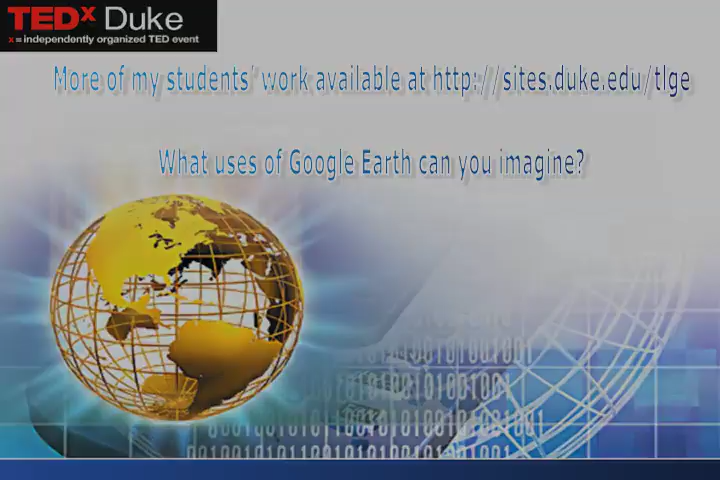 TEDx Duke
x = independently organized TED event
More of my students' work available at http://sites.duke.edu/tlge
What uses of Google Earth can you imagine?